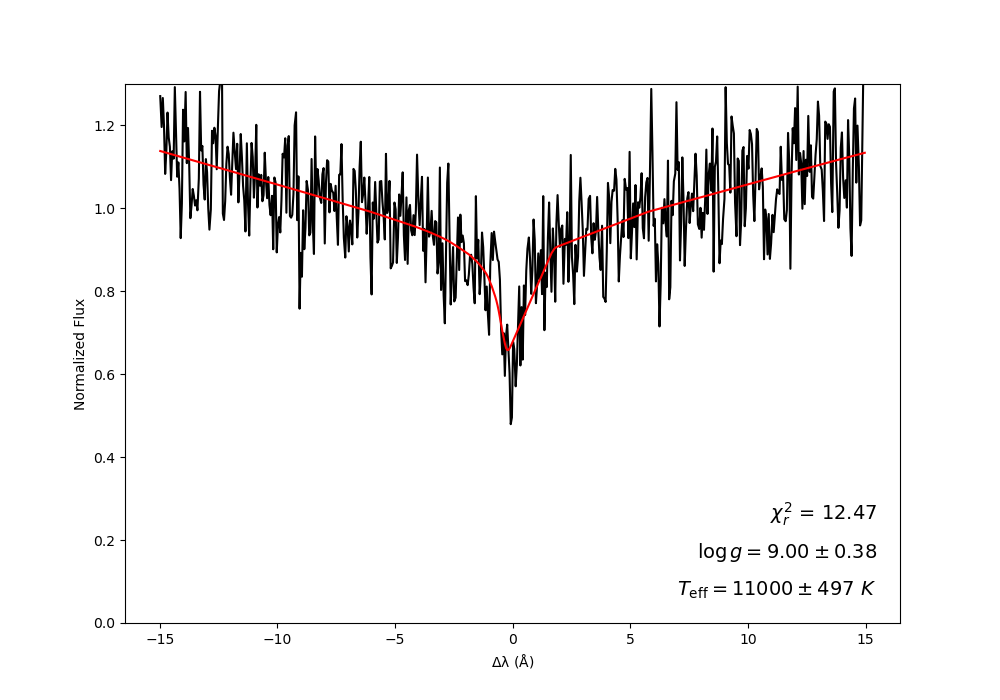 Normalized Flux
1.2
1.0
0.8
0.6
0.4
0.2
0.0
χ²ᵣ = 12.47
log g = 9.00 ± 0.38
T_eff = 11000 ± 497 K
−15
−10
−5
0
5
10
15
Δλ (Å)